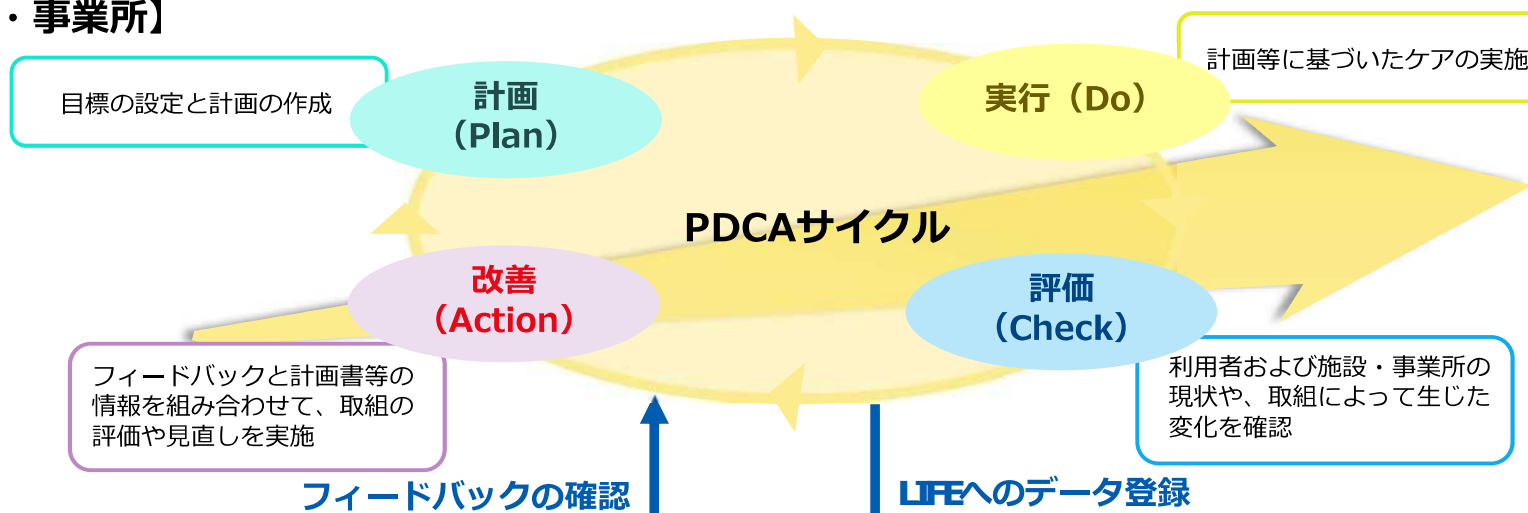 ・事業所】
目標の設定と計画の作成
計画
（Plan）
実行（Do）
計画等に基づいたケアの実施
PDCAサイクル
改善
（Action）
評価
（Check）
フィードバックと計画書等の
情報を組み合わせて、取組の
評価や見直しを実施
利用者および施設・事業所の
現状や、取組によって生じた
変化を確認
フィードバックの確認
LIFEへのデータ登録